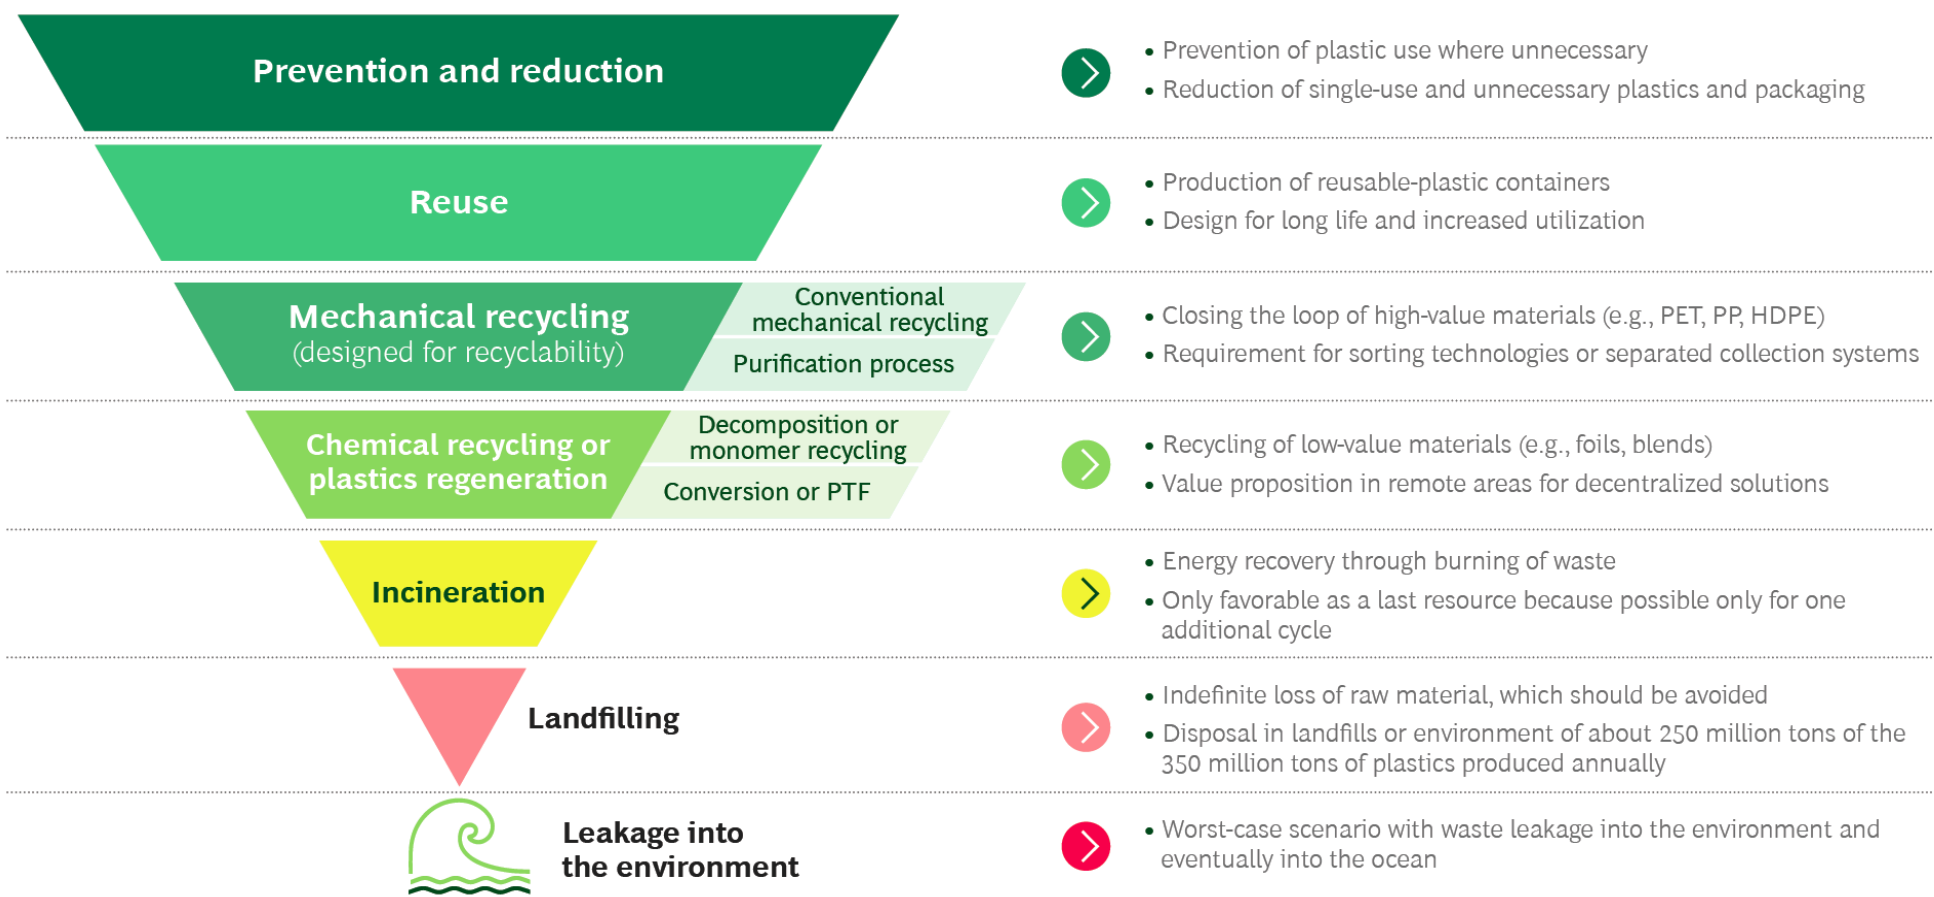 Prevention and reduction
• Prevention of plastic use where unnecessary
• Reduction of single-use and unnecessary plastics and packaging
Reuse
• Production of reusable-plastic containers
• Design for long life and increased utilization
Mechanical recycling
(designed for recyclability)
Conventional
mechanical recycling
Purification process
• Closing the loop of high-value materials (e.g., PET, PP, HDPE)
• Requirement for sorting technologies or separated collection systems
Chemical recycling or
plastics regeneration
Decomposition or
monomer recycling
Conversion or PTF
• Recycling of low-value materials (e.g., foils, blends)
• Value proposition in remote areas for decentralized solutions
Incineration
• Energy recovery through burning of waste
• Only favorable as a last resource because possible only for one
additional cycle
Landfilling
• Indefinite loss of raw material, which should be avoided
• Disposal in landfills or environment of about 250 million tons of the
350 million tons of plastics produced annually
Leakage into
the environment
• Worst-case scenario with waste leakage into the environment and
eventually into the ocean